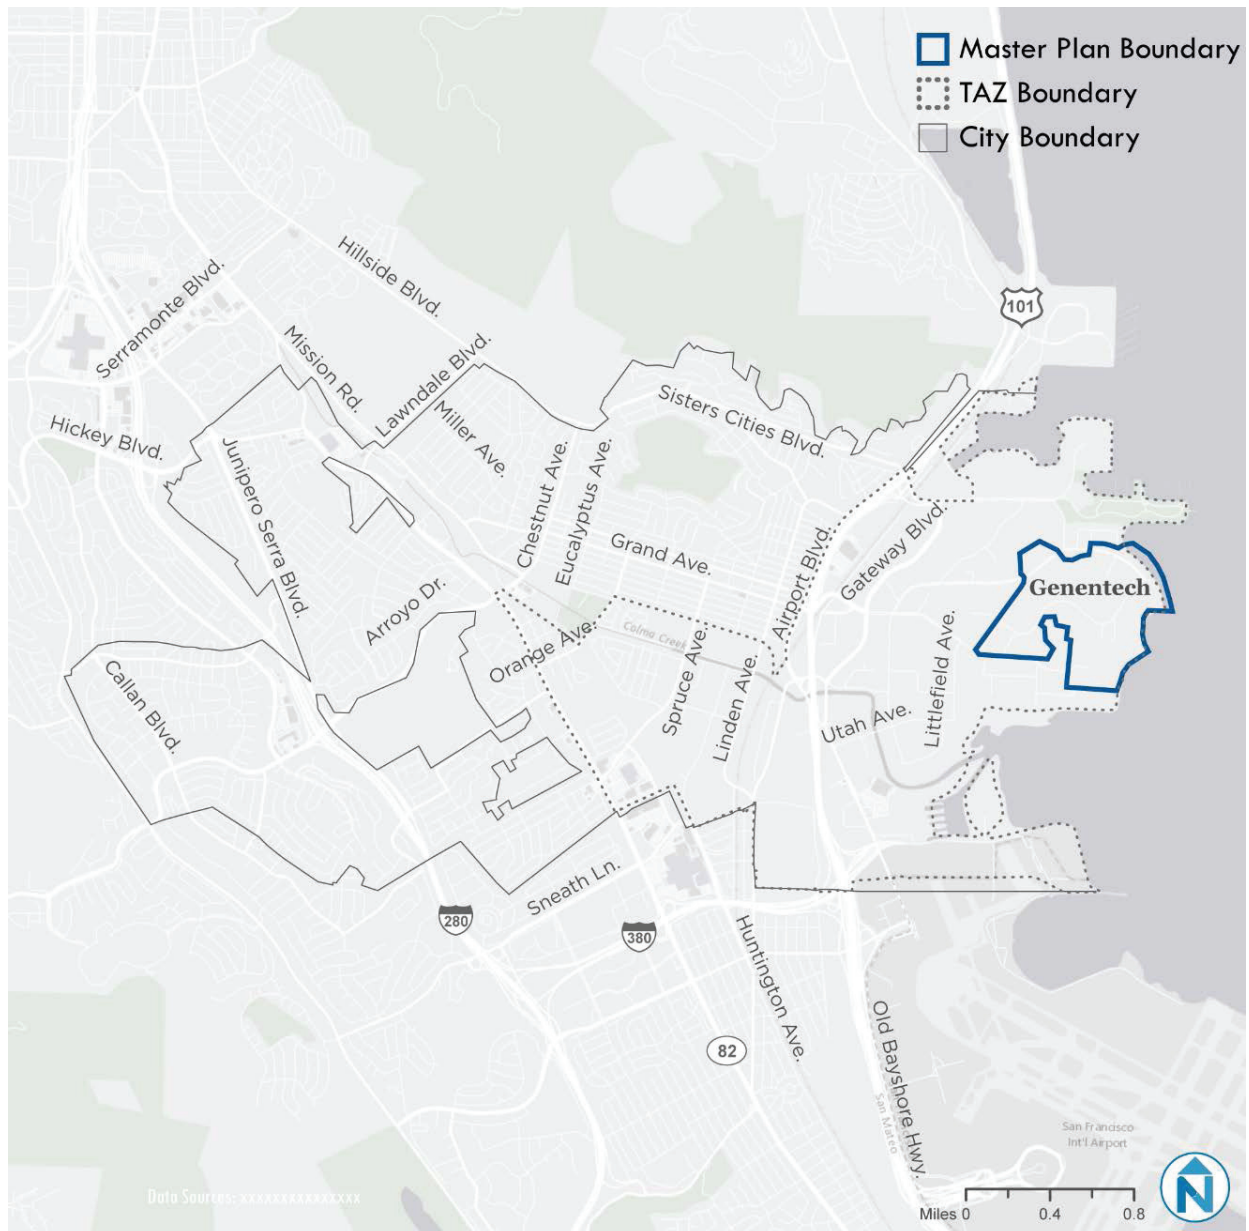 Master Plan Boundary
TAZ Boundary
City Boundary
101
Hillside Blvd.
Serramonte Blvd.
Mission Rd.
Lawndale Blvd.
Hickey Blvd.
Junipero Serra Blvd.
Miller Ave.
Sisters Cities Blvd.
Chestnut Ave.
Eucalyptus Ave.
Grand Ave.
Airport Blvd.
Gateway Blvd.
Genentech
Arroyo Dr.
Orange Ave.
Colma Creek
Spruce Ave.
Linden Ave.
Littlefield Ave.
Utah Ave.
Callan Blvd.
Sneath Ln.
280
380
Huntington Ave.
82
Old Bayshore Hwy.
San Mateo
San Francisco
Int'l Airport
Data Sources: xxxxxxxxxxxxxxx
N
Miles 0 0.4 0.8